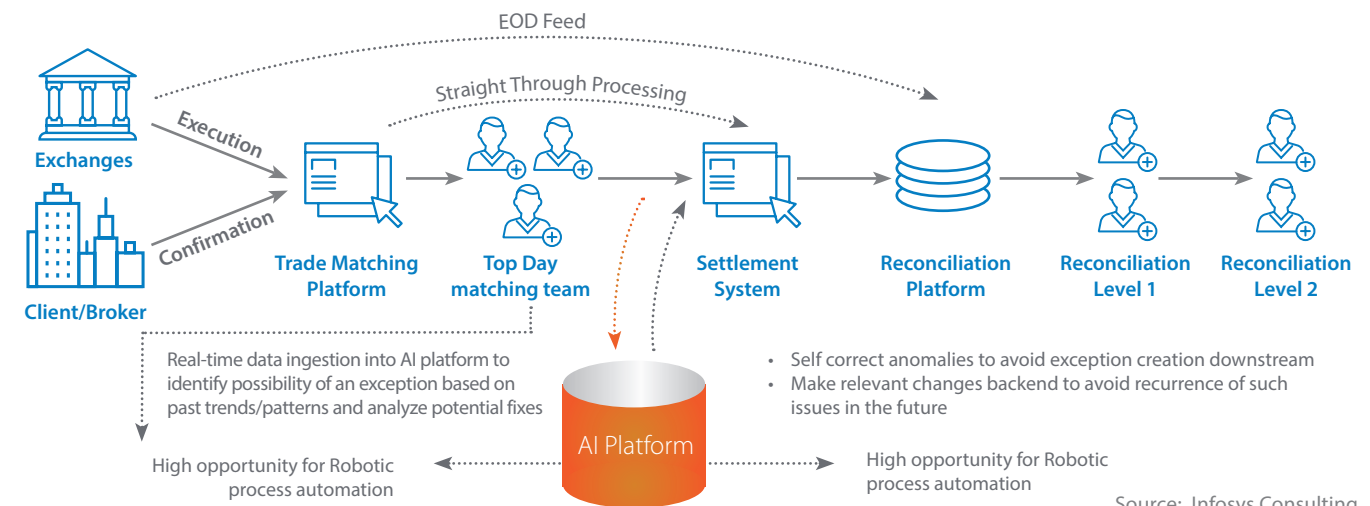 EOD Feed
Straight Through Processing
Exchanges
Execution
Confirmation
Client/Broker
Trade Matching
Platform
Top Day
matching team
Settlement
System
Reconciliation
Platform
Reconciliation
Level 1
Reconciliation
Level 2
Real-time data ingestion into AI platform to
identify possibility of an exception based on
past trends/patterns and analyze potential fixes
• Self correct anomalies to avoid exception creation downstream
• Make relevant changes backend to avoid recurrence of such
issues in the future
AI Platform
High opportunity for Robotic
process automation
High opportunity for Robotic
process automation
Source: Infosys Consulting